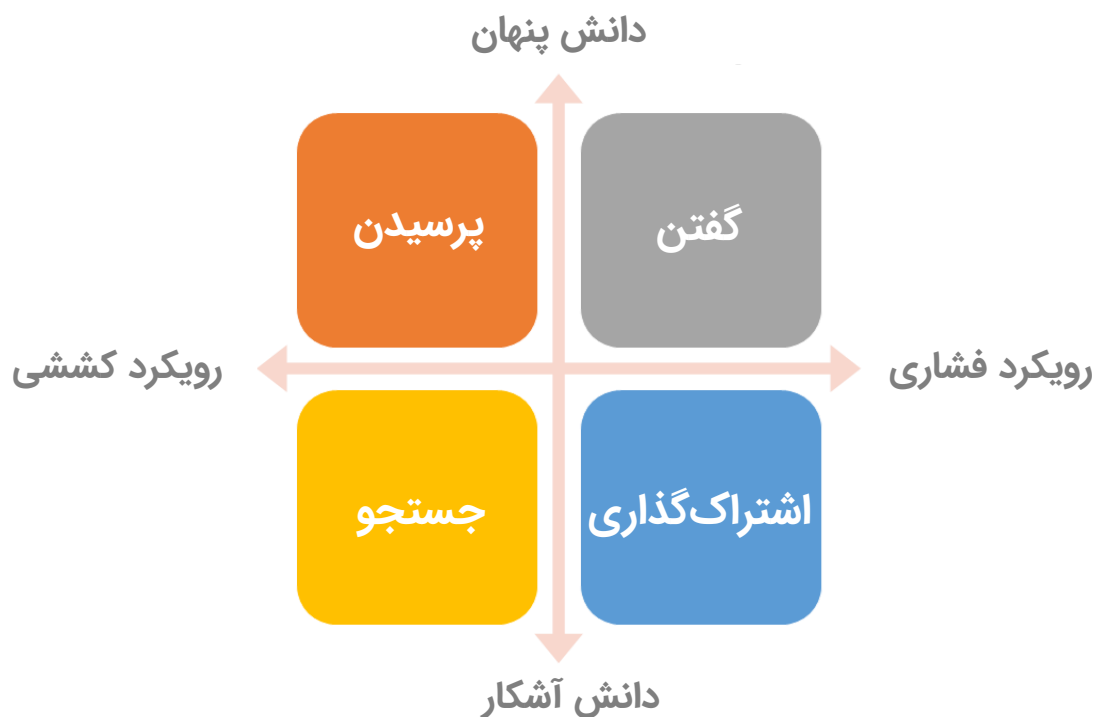 دانش پنهان
گفتن
پرسیدن
رویکرد فشاری
رویکرد کششی
اشتراک‌گذاری
جستجو
دانش آشکار